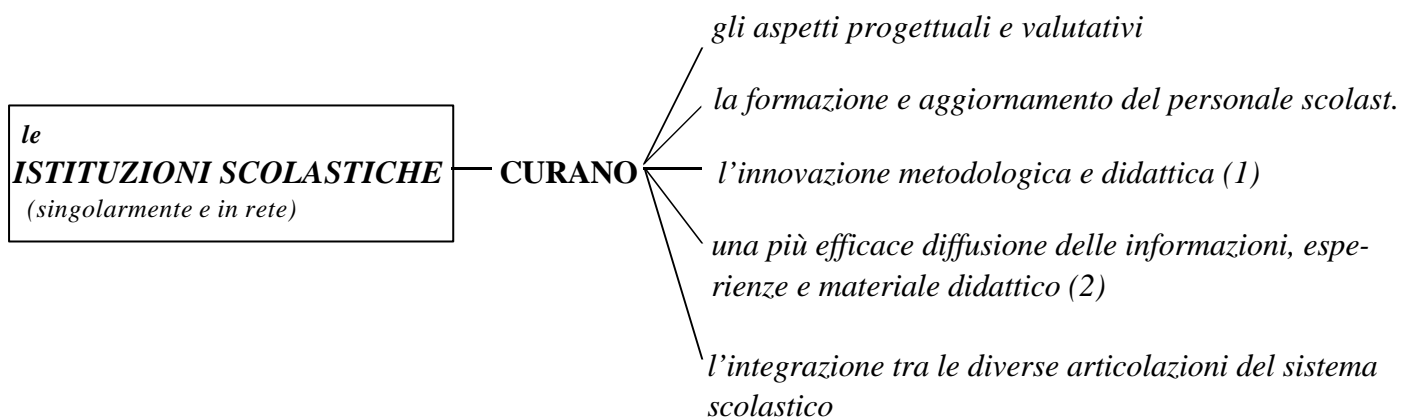 le
ISTITUZIONI SCOLASTICHE
(singolarmente e in rete)
CURANO
gli aspetti progettuali e valutativi
la formazione e aggiornamento del personale scolast.
l’innovazione metodologica e didattica (1)
una più efficace diffusione delle informazioni, espe-
rienze e materiale didattico (2)
l’integrazione tra le diverse articolazioni del sistema
scolastico